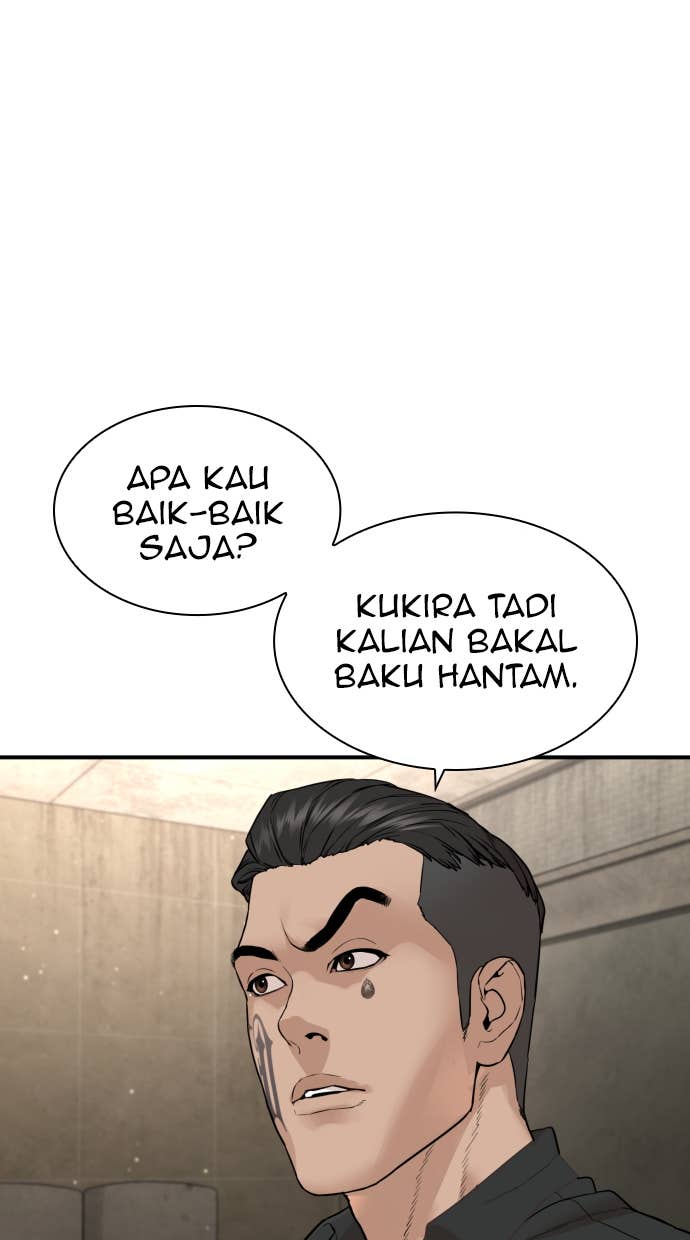 APA KAU
BAIK-BAIK
SAJA?
KUKIRA TADI
KALIAN BAKAL
BAKU HANTAM.